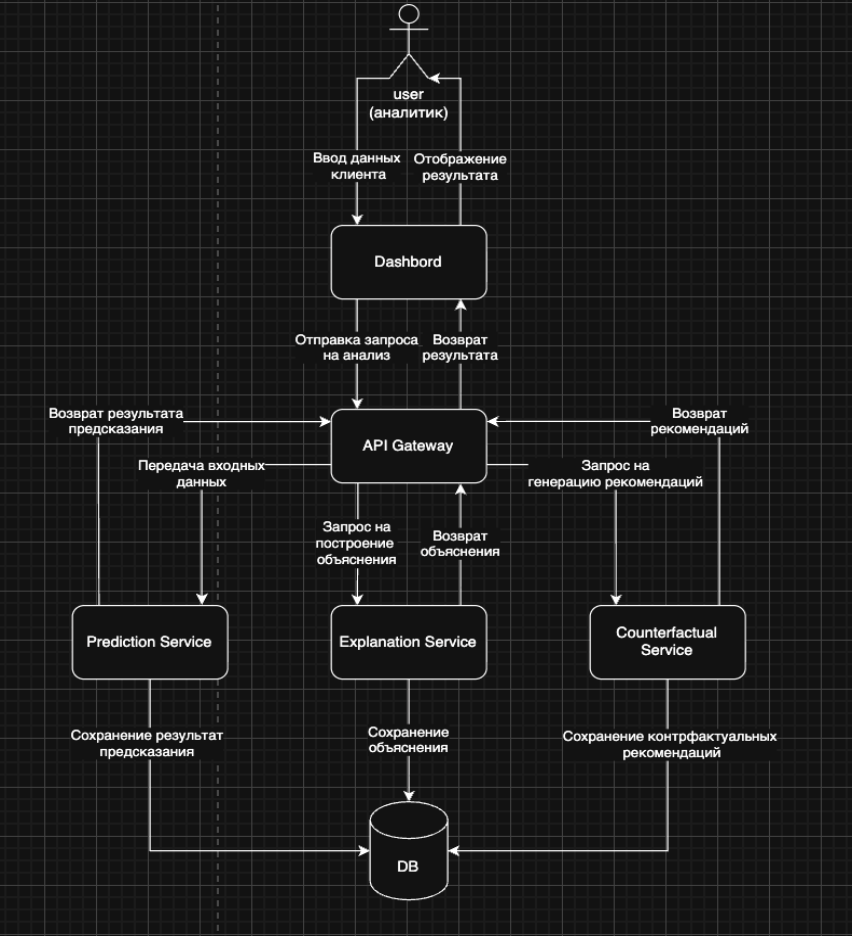 user
(аналитик)
Ввод данных
клиента
Отображение
результата
Dashbord
Отправка запроса
на анализ
Возврат
результата
Возврат результата
предсказания
API Gateway
Возврат
рекомендаций
Передача входных
данных
Запрос на
генерацию рекомендаций
Запрос на
построение
объяснения
Возврат
объяснения
Prediction Service
Explanation Service
Counterfactual
Service
Сохранение результат
предсказания
Сохранение
объяснения
Сохранение контрфактуальных
рекомендаций
DB